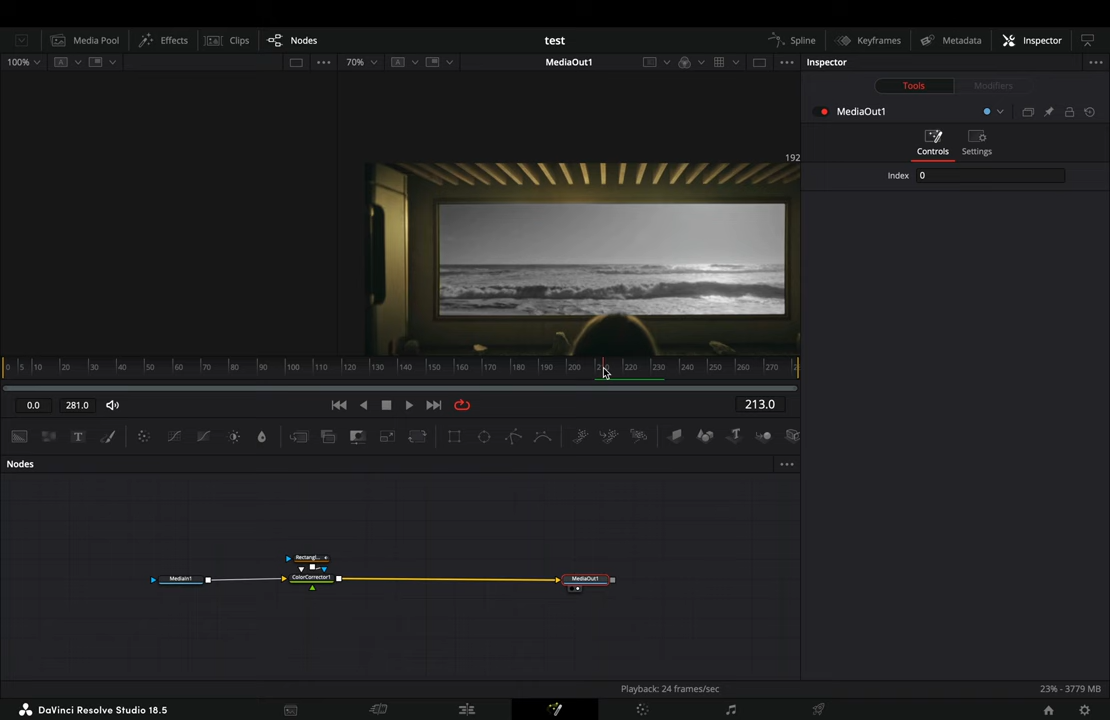 Media Pool Effects Clips Nodes test Spline Keyframes Metadata Inspector
100% 70% MediaOut1 Inspector
Tools Modifiers
MediaOut1
Controls Settings
192
Index 0
0 5 10 20 30 40 50 60 70 80 90 100 110 120 130 140 150 160 170 180 190 200 220 230 240 250 260 270
0.0 281.0 213.0
T T
Nodes
Rectangl...
MediaIn1 ColorCorrector1 MediaOut1
Playback: 24 frames/sec 23% - 3779 MB
DaVinci Resolve Studio 18.5